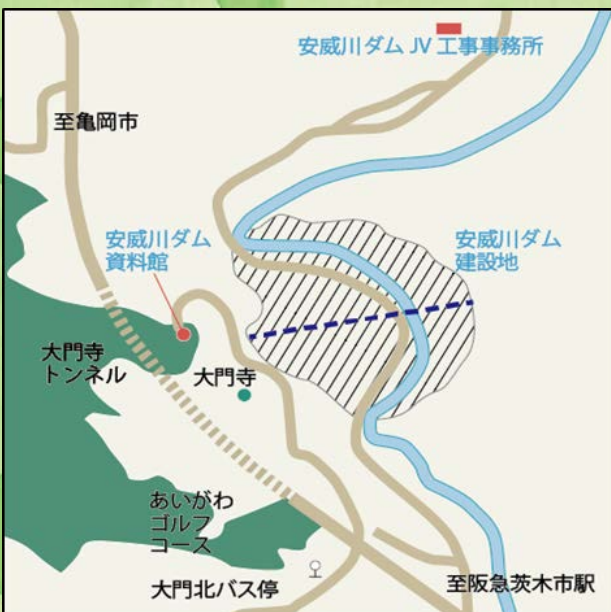 安威川ダム JV 工事事務所
至亀岡市
安威川ダム
資料館
安威川ダム
建設地
大門寺
トンネル
大門寺
あいがわ
ゴルフ
コース
大門北バス停
至阪急茨木市駅